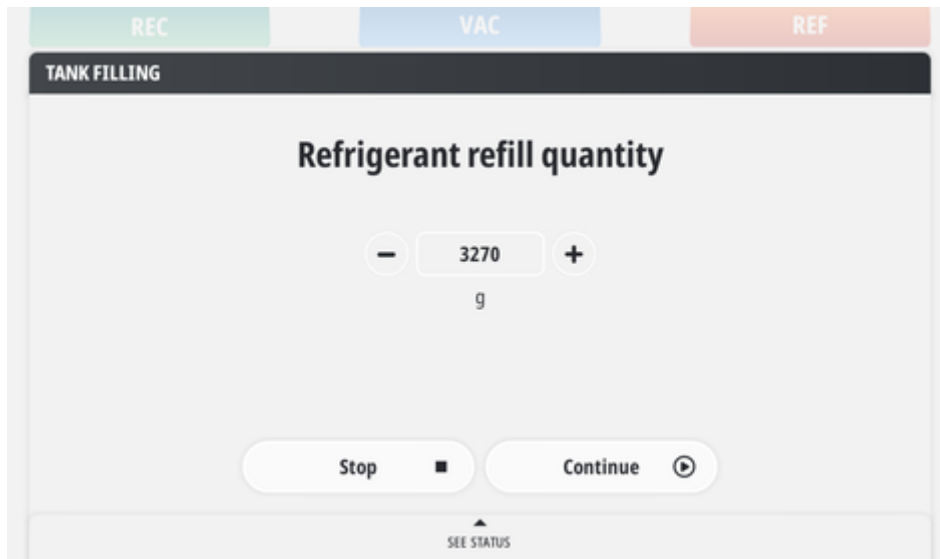 REC VAC REF
TANK FILLING
Refrigerant refill quantity
− 3270 +
g
Stop Continue
SEE STATUS